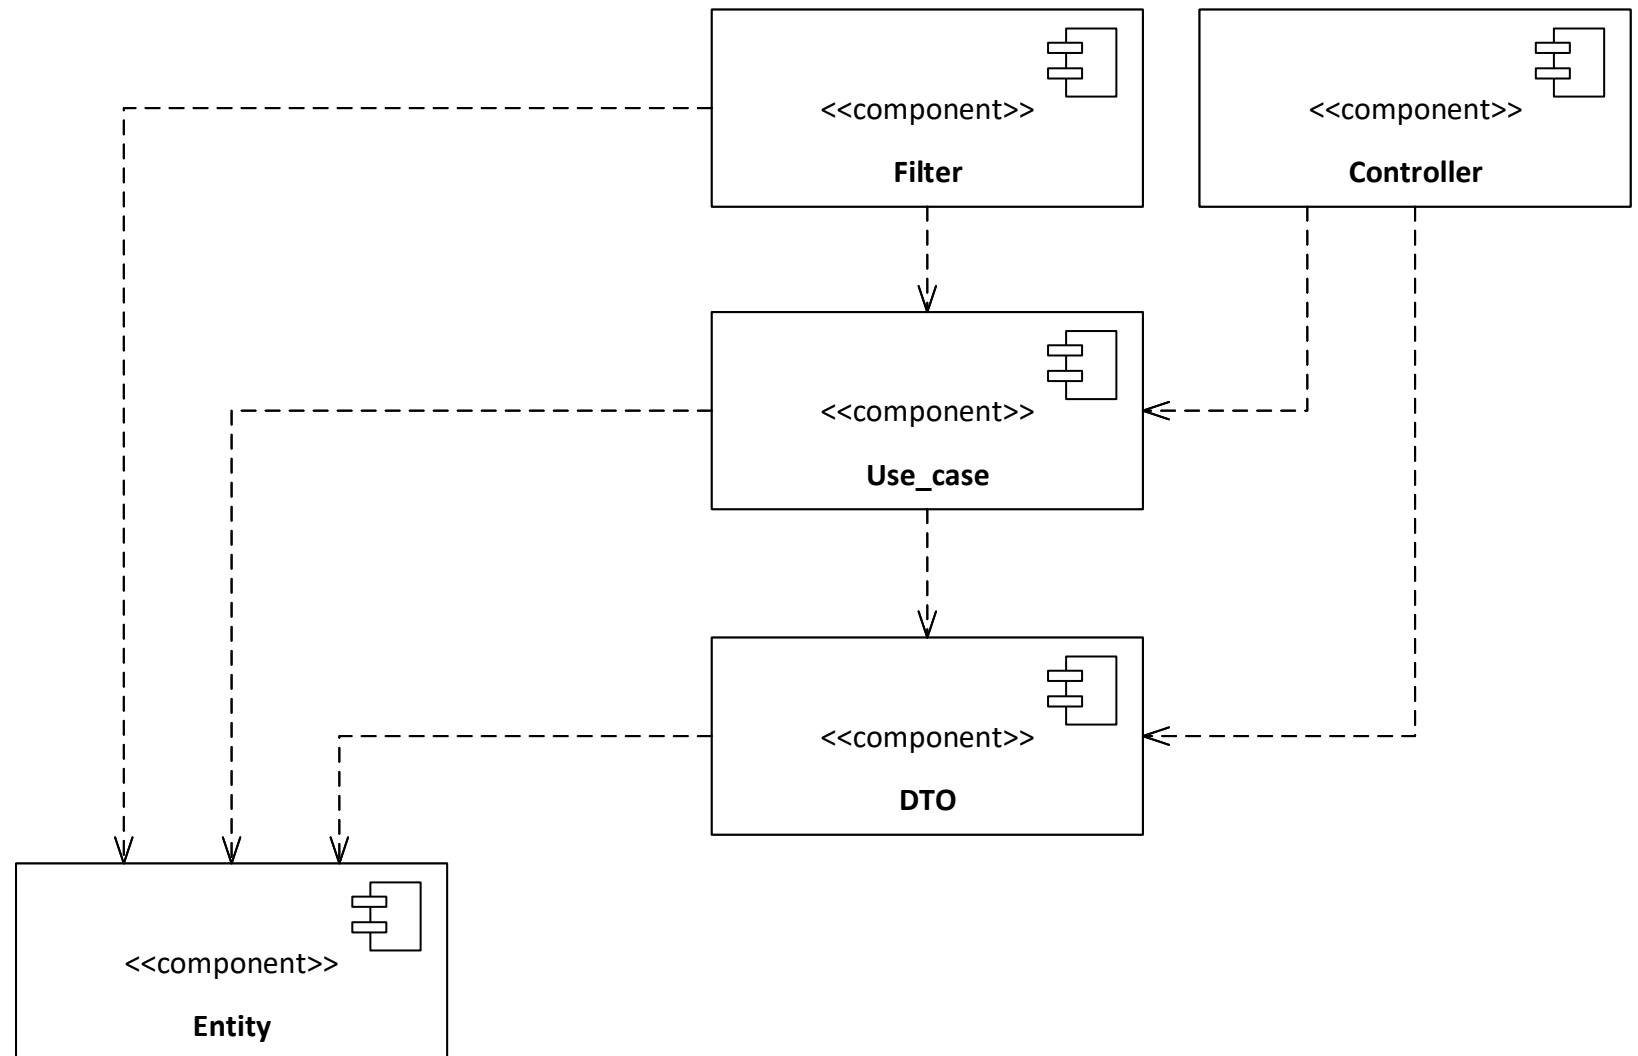 <<component>>
Filter
<<component>>
Controller
<<component>>
Use_case
<<component>>
DTO
<<component>>
Entity